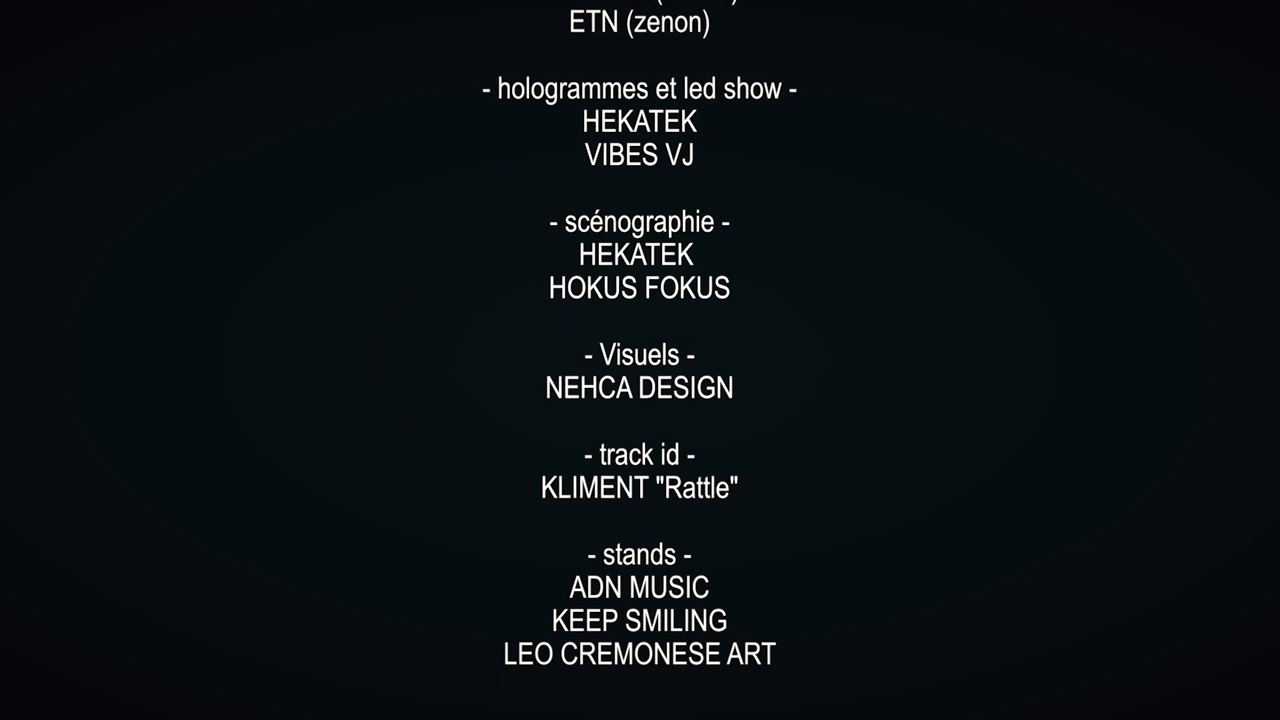 ETN (zenon)
- hologrammes et led show -
HEKATEK
VIBES VJ
- scénographie -
HEKATEK
HOKUS FOKUS
- Visuels -
NEHCA DESIGN
- track id -
KLIMENT "Rattle"
- stands -
ADN MUSIC
KEEP SMILING
LEO CREMONESE ART